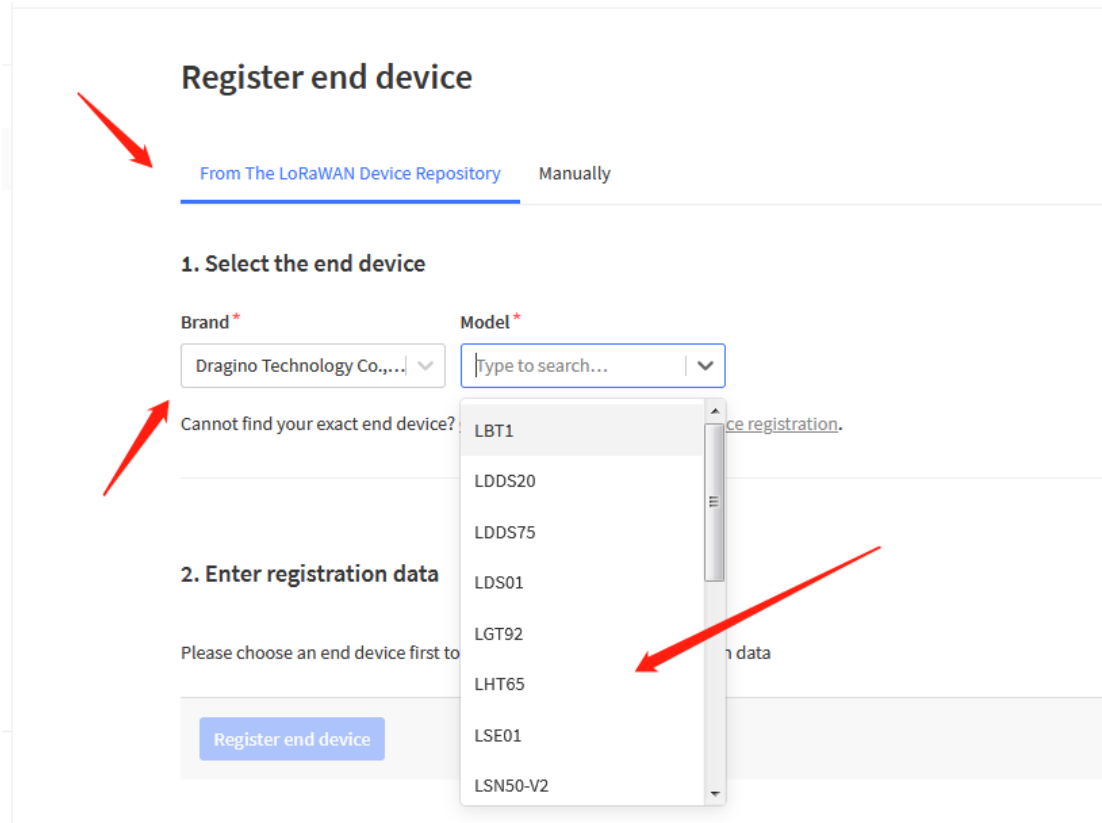 Register end device
From The LoRaWAN Device Repository Manually
1. Select the end device
Brand* Model*
Dragino Technology Co.,... Type to search...
Cannot find your exact end device? ce registration.
LBT1
LDDS20
LDDS75
LDS01
2. Enter registration data
LGT92
Please choose an end device first to n data
LHT65
LSE01
Register end device
LSN50-V2